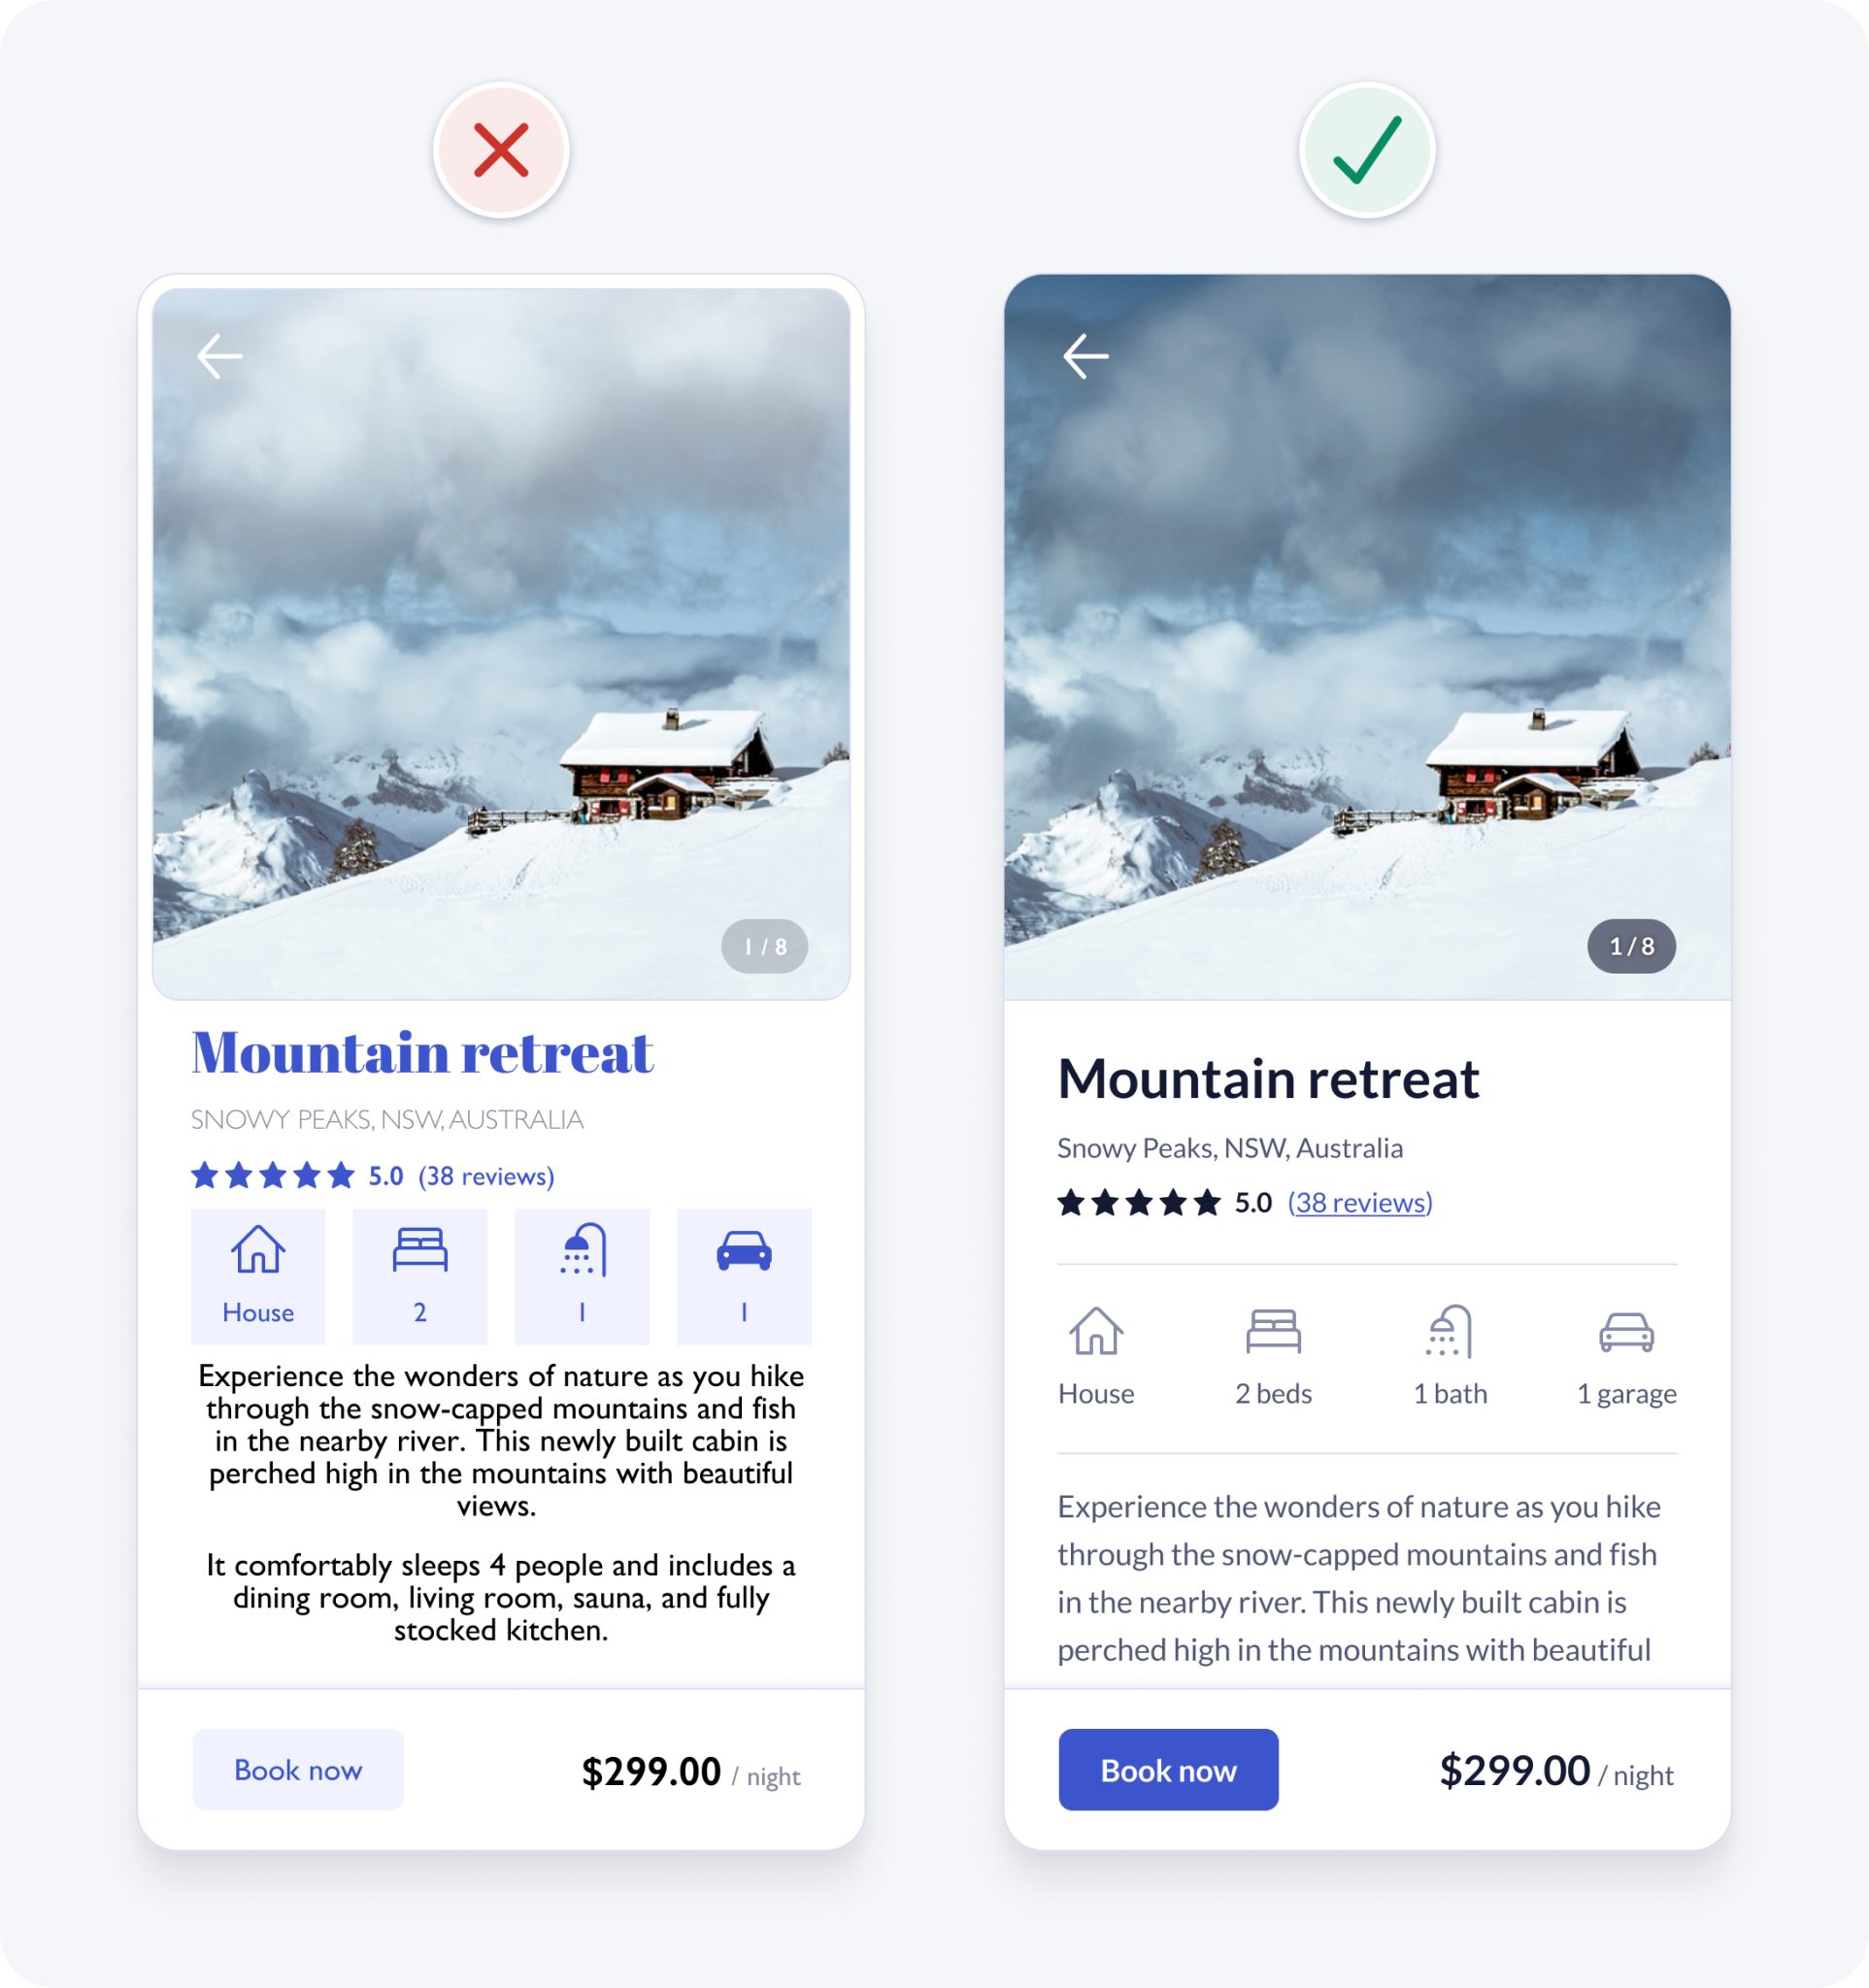 1 / 8
Mountain retreat
SNOWY PEAKS, NSW, AUSTRALIA
5.0 (38 reviews)
House 2 1 1
Experience the wonders of nature as you hike
through the snow-capped mountains and fish
in the nearby river. This newly built cabin is
perched high in the mountains with beautiful
views.
It comfortably sleeps 4 people and includes a
dining room, living room, sauna, and fully
stocked kitchen.
Book now $299.00 / night
1 / 8
Mountain retreat
Snowy Peaks, NSW, Australia
5.0 (38 reviews)
House 2 beds 1 bath 1 garage
Experience the wonders of nature as you hike
through the snow-capped mountains and fish
in the nearby river. This newly built cabin is
perched high in the mountains with beautiful
Book now $299.00 / night